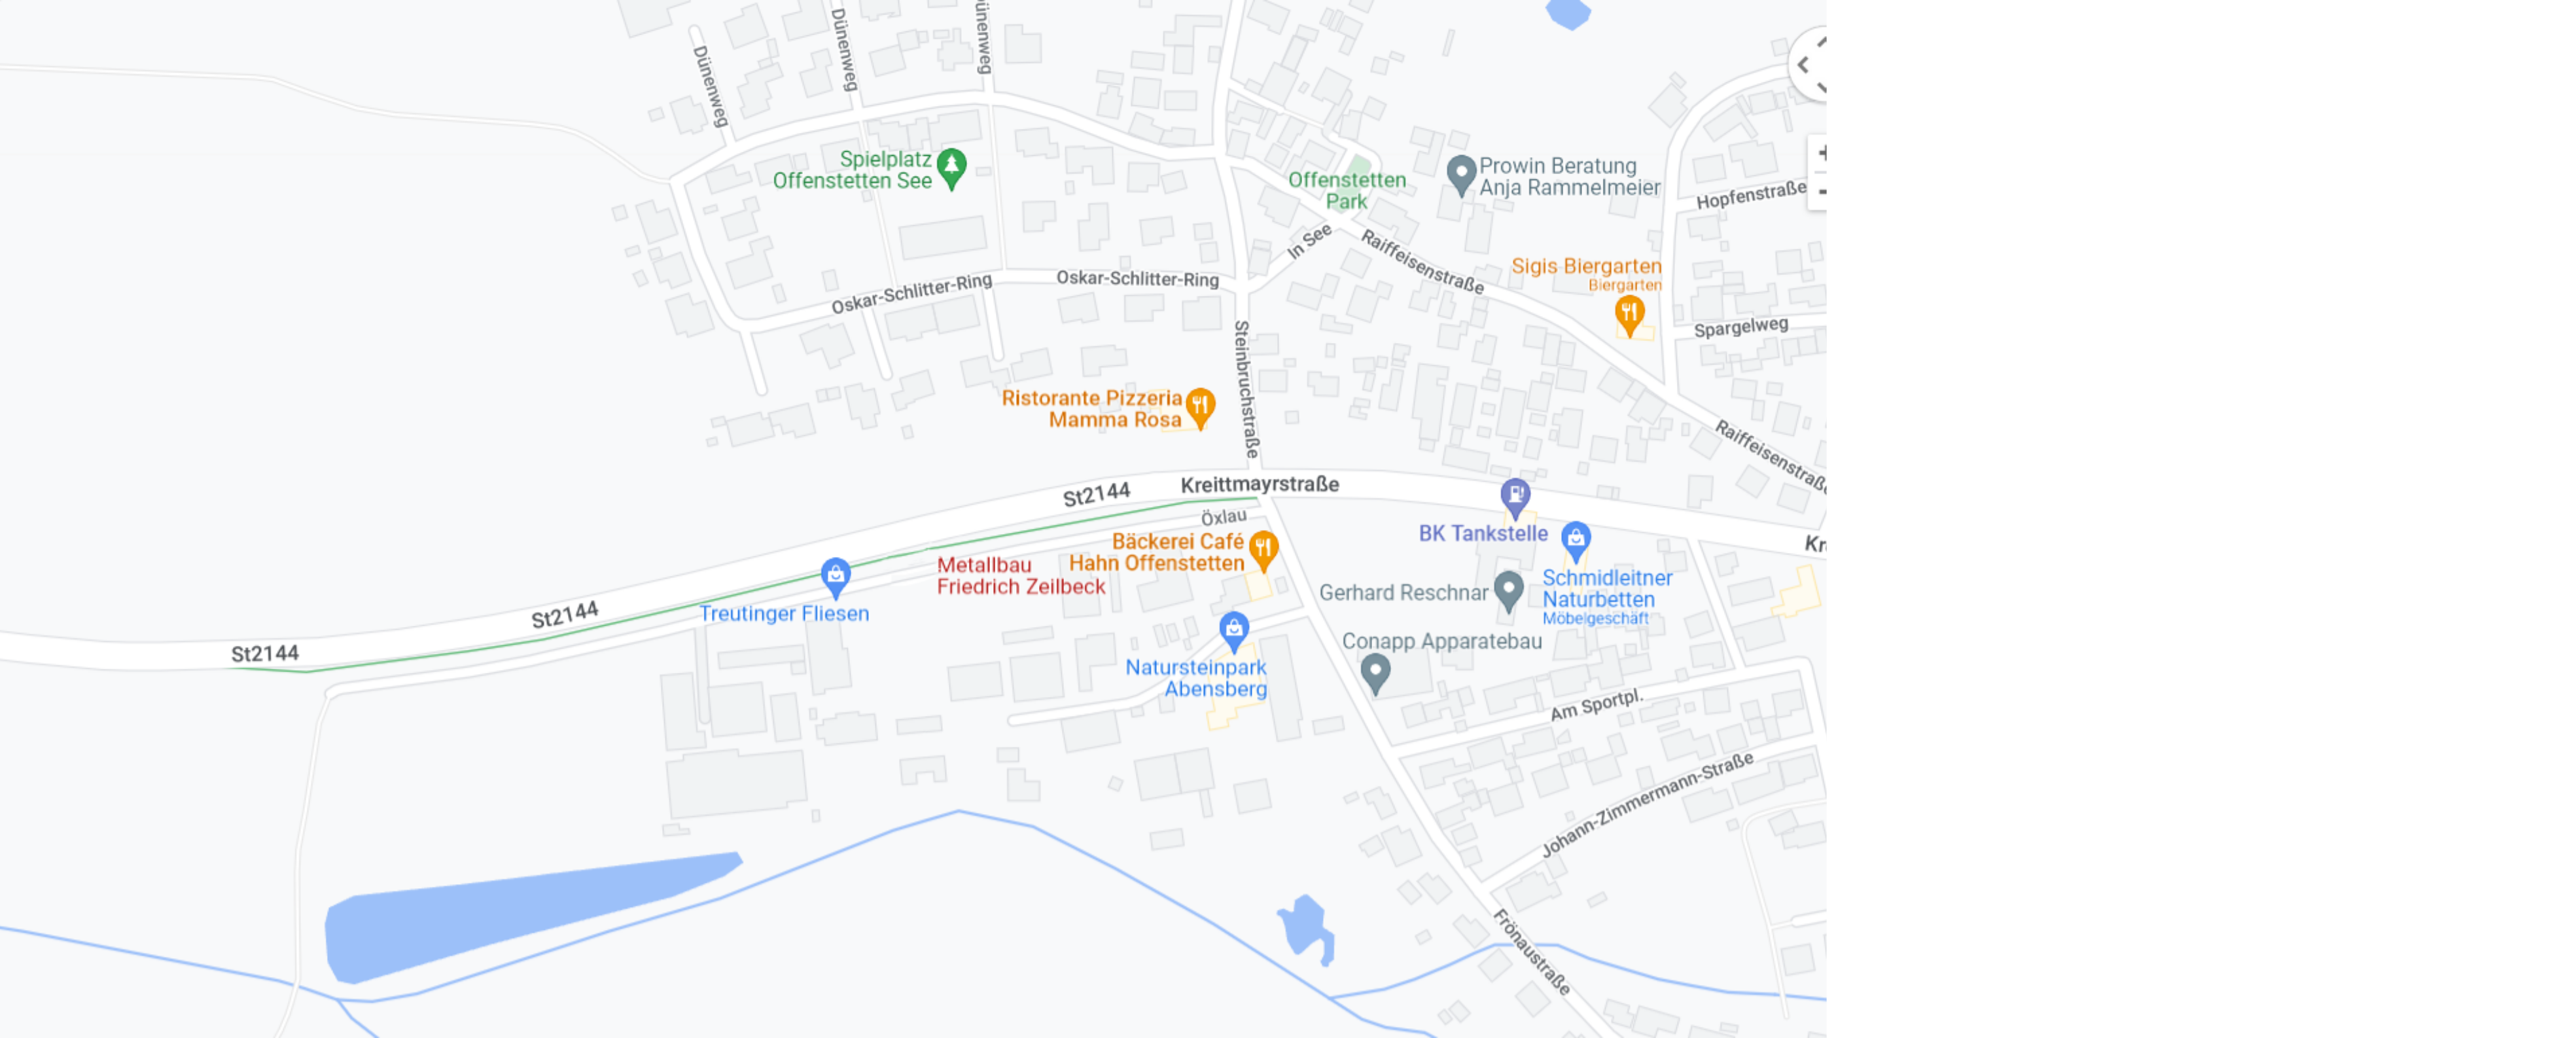 Dünenweg
Dünenweg
Dünenweg
Spielplatz
Offenstetten See
Offenstetten
Park
Prowin Beratung
Anja Rammelmeier
Hopfenstraße
In See
Raiffeisenstraße
Sigis Biergarten
Biergarten
Oskar-Schlitter-Ring
Oskar-Schlitter-Ring
Spargelweg
Steinbruchstraße
Ristorante Pizzeria
Mamma Rosa
Raiffeisenstraße
St2144
Kreittmayrstraße
Öxlau
BK Tankstelle
Kr
Bäckerei Café
Hahn Offenstetten
Metallbau
Friedrich Zeilbeck
Schmidleitner
Naturbetten
Möbelgeschäft
Gerhard Reschnar
Treutinger Fliesen
St2144
St2144
Conapp Apparatebau
Natursteinpark
Abensberg
Am Sportpl.
Johann-Zimmermann-Straße
Frönaustraße